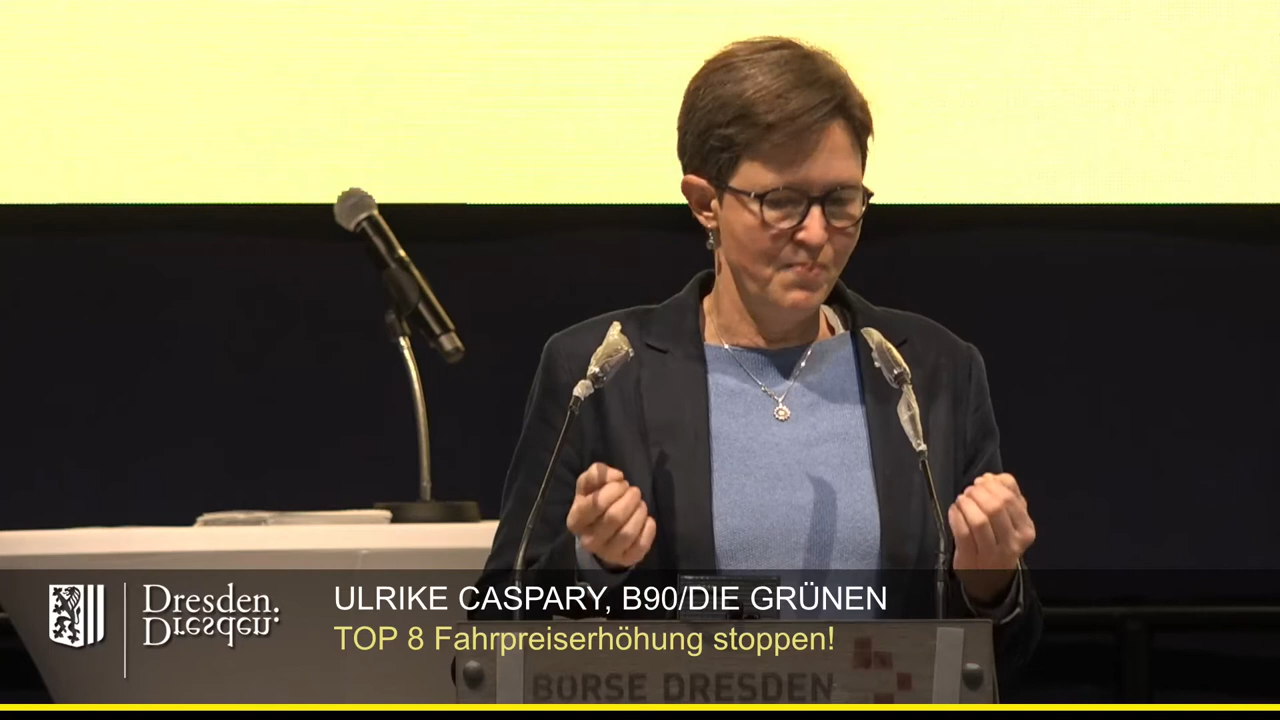 Dresden.
Dresden.
ULRIKE CASPARY, B90/DIE GRÜNEN
TOP 8 Fahrpreiserhöhung stoppen!
BÖRSE DRESDEN